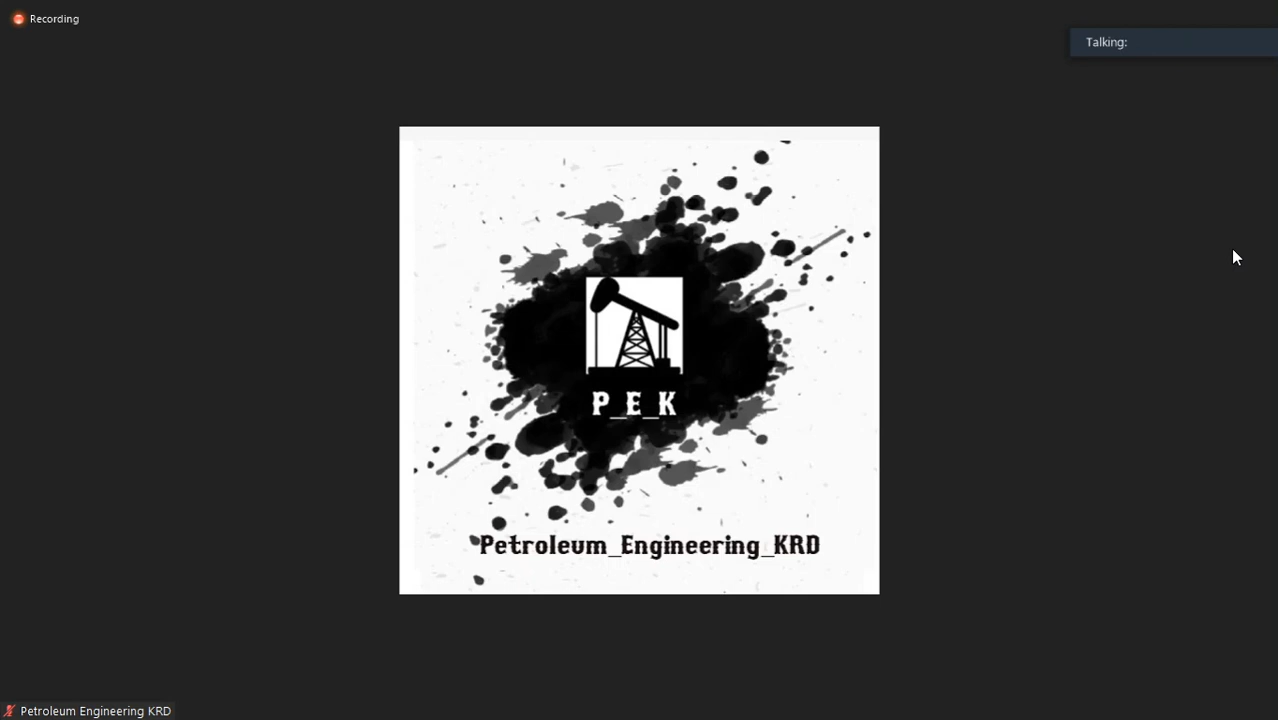 Recording
Talking:
P_E_K
Petroleum_Engineering_KRD
Petroleum Engineering KRD